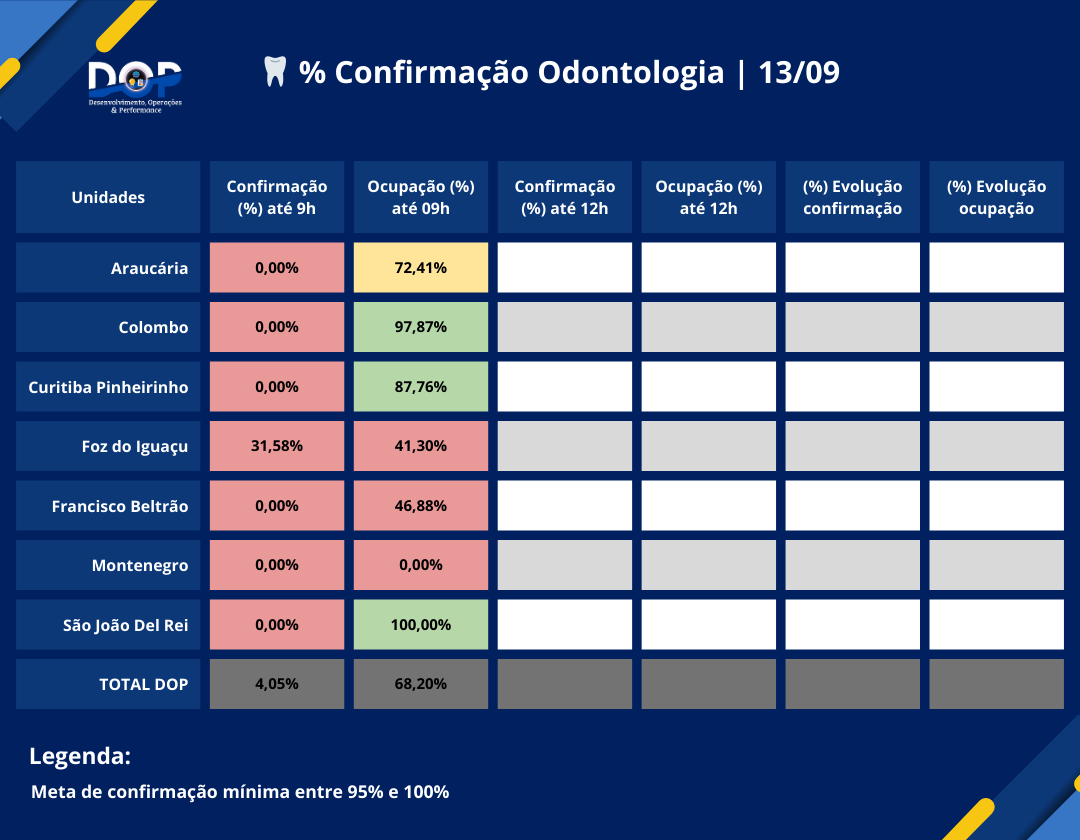 DOP
Desenvolvimento, Operações
& Performance
% Confirmação Odontologia | 13/09
Unidades
Confirmação
(%) até 9h
Ocupação (%)
até 09h
Confirmação
(%) até 12h
Ocupação (%)
até 12h
(%) Evolução
confirmação
(%) Evolução
ocupação
Araucária 0,00% 72,41%
Colombo 0,00% 97,87%
Curitiba Pinheirinho 0,00% 87,76%
Foz do Iguaçu 31,58% 41,30%
Francisco Beltrão 0,00% 46,88%
Montenegro 0,00% 0,00%
São João Del Rei 0,00% 100,00%
TOTAL DOP 4,05% 68,20%
Legenda:
Meta de confirmação mínima entre 95% e 100%